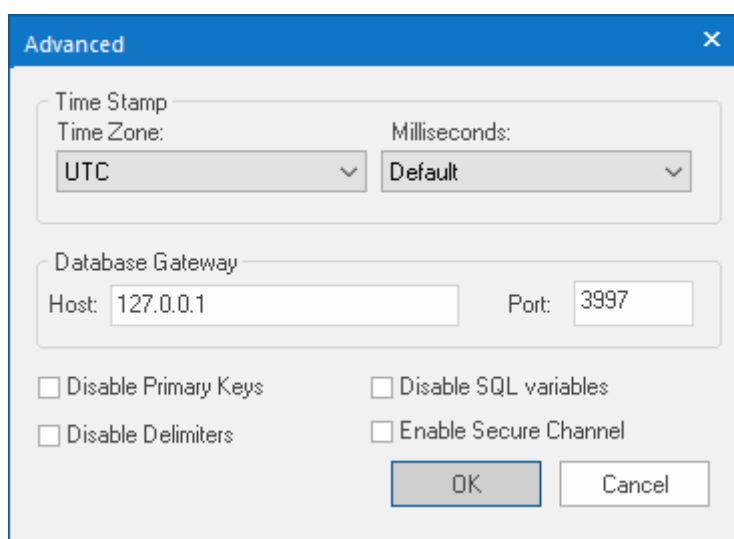 Advanced
Time Stamp
Time Zone: Milliseconds:
UTC Default
Database Gateway
Host: 127.0.0.1 Port: 3997
Disable Primary Keys Disable SQL variables
Disable Delimiters Enable Secure Channel
OK Cancel